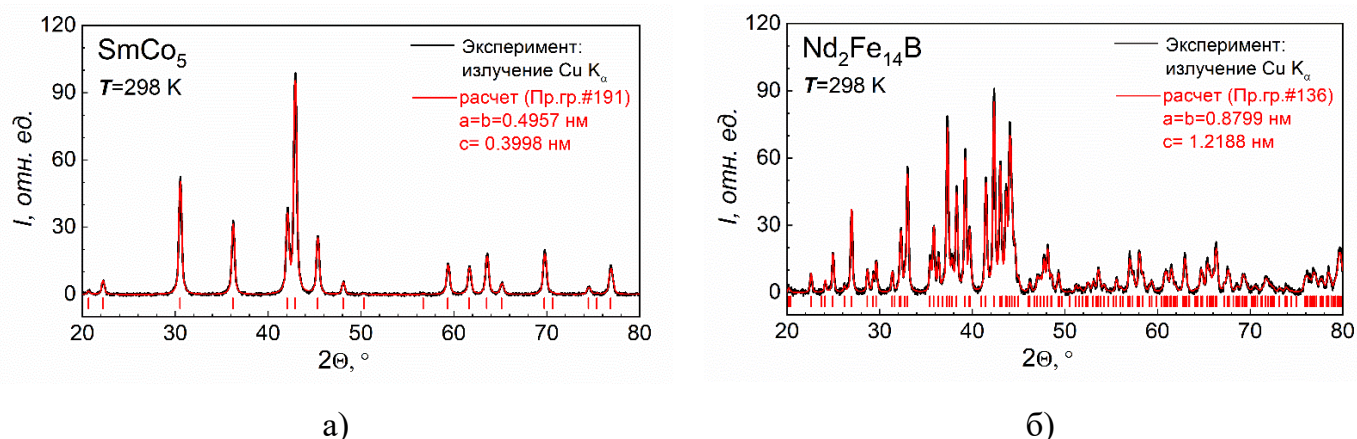 120
90
60
30
0
I, отн. ед.
SmCo₅
T=298 K
Эксперимент:
излучение Cu Kα
расчет (Пр.гр.#191)
a=b=0.4957 нм
c= 0.3998 нм
20 30 40 50 60 70 80
2Θ, °
а)
120
90
60
30
0
I, отн. ед.
Nd₂Fe₁₄B
T=298 K
Эксперимент:
излучение Cu Kα
расчет (Пр.гр.#136)
a=b=0.8799 нм
c= 1.2188 нм
20 30 40 50 60 70 80
2Θ, °
б)